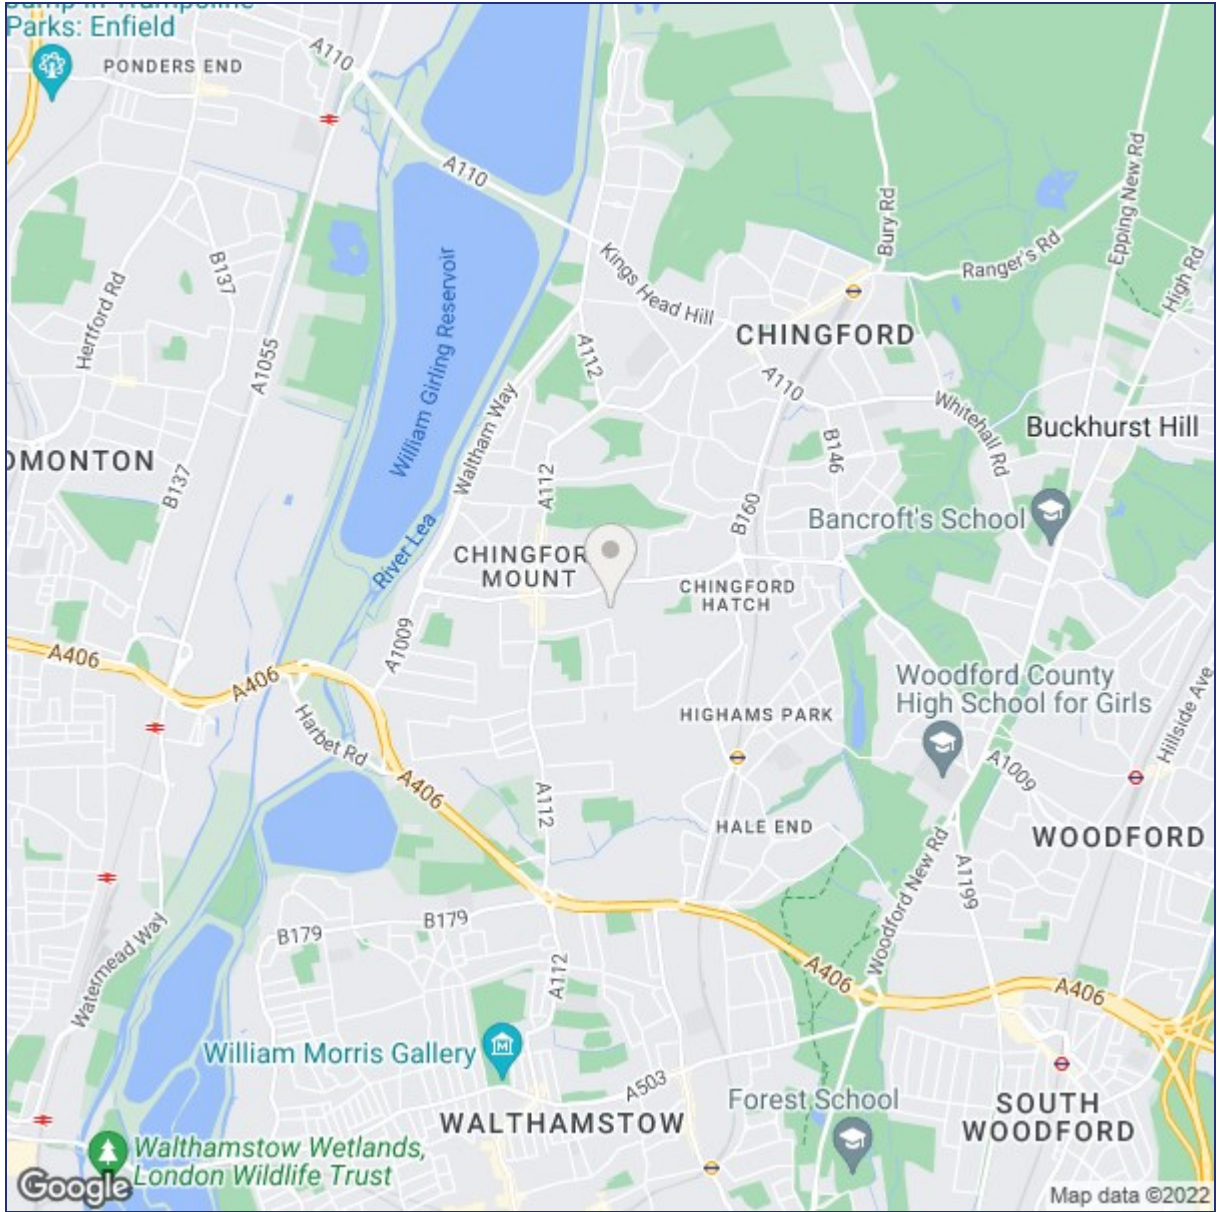 Jump In Trampoline
Parks: Enfield
PONDERS END
A110
A110
Kings Head Hill
Bury Rd
Ranger's Rd
Epping New Rd
High Rd
B137
Hertford Rd
A1055
William Girling Reservoir
CHINGFORD
A112
A110
Waltham Way
Whitehall Rd
Buckhurst Hill
B146
DMONTON
B137
A112
B160
Bancroft's School
River Lea
CHINGFOR
MOUNT
CHINGFORD
HATCH
A1009
A406
A406
Woodford County
High School for Girls
Hillside Ave
Harbet Rd
HIGHAMS PARK
A406
A112
A1009
HALE END
WOODFORD
Woodford New Rd
A1199
B179
B179
Watermead Way
A112
A406
A406
William Morris Gallery
A503
Forest School
WALTHAMSTOW
SOUTH
WOODFORD
Walthamstow Wetlands,
London Wildlife Trust
Google
Map data ©2022